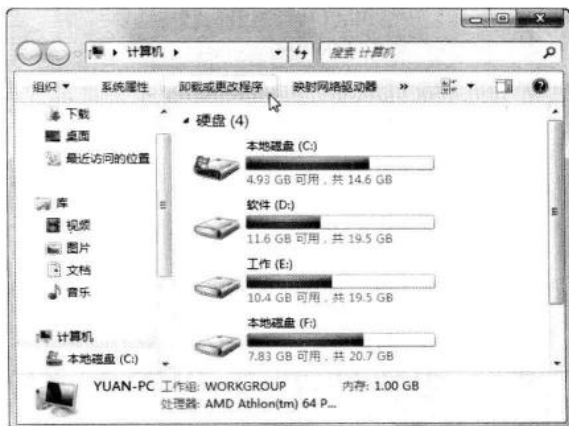 计算机
搜索 计算机
组织 系统属性 卸载或更改程序 映射网络驱动器 »
下载
桌面
最近访问的位置
库
视频
图片
文档
音乐
计算机
本地磁盘 (C:)
硬盘 (4)
本地磁盘 (C:)
4.93 GB 可用，共 14.6 GB
软件 (D:)
11.6 GB 可用，共 19.5 GB
工作 (E:)
10.4 GB 可用，共 19.5 GB
本地磁盘 (F:)
7.83 GB 可用，共 20.7 GB
YUAN-PC 工作组: WORKGROUP 内存: 1.00 GB
处理器: AMD Athlon(tm) 64 P...